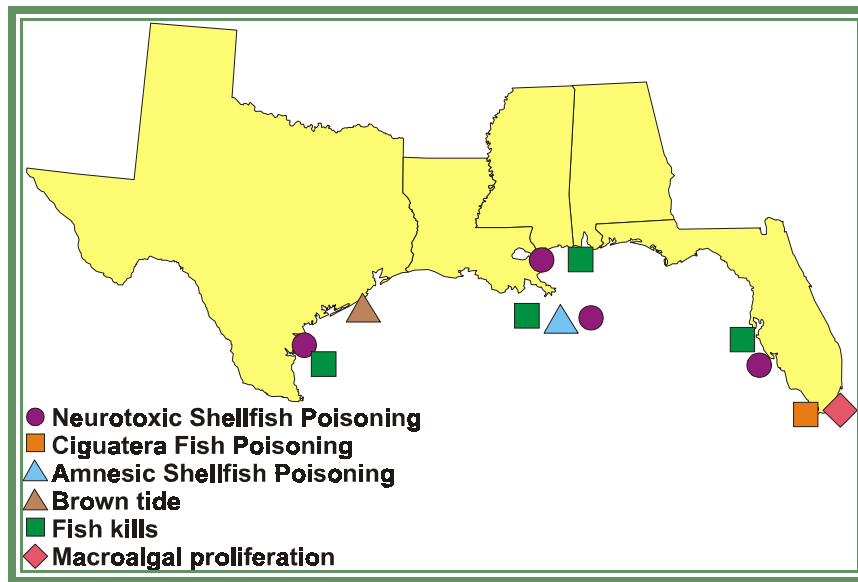 Neurotoxic Shellfish Poisoning
Ciguatera Fish Poisoning
Amnesic Shellfish Poisoning
Brown tide
Fish kills
Macroalgal proliferation